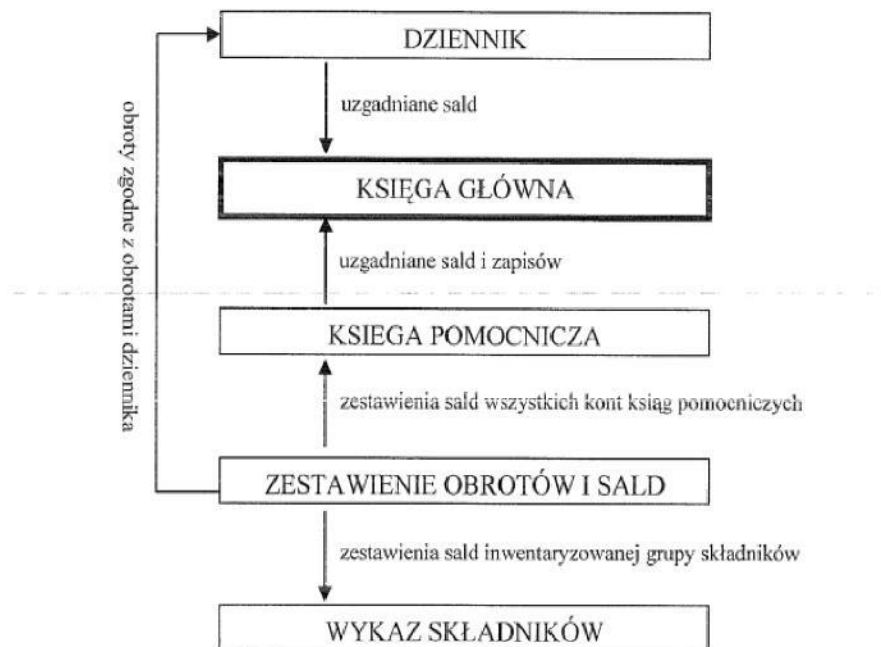 DZIENNIK
uzgadniane sald
KSIĘGA GŁÓWNA
uzgadniane sald i zapisów
KSIEGA POMOCNICZA
zestawienia sald wszystkich kont ksiąg pomocniczych
ZESTAWIENIE OBROTÓW I SALD
zestawienia sald inwentaryzowanej grupy składników
WYKAZ SKŁADNIKÓW
obroty zgodne z obrotami dziennika